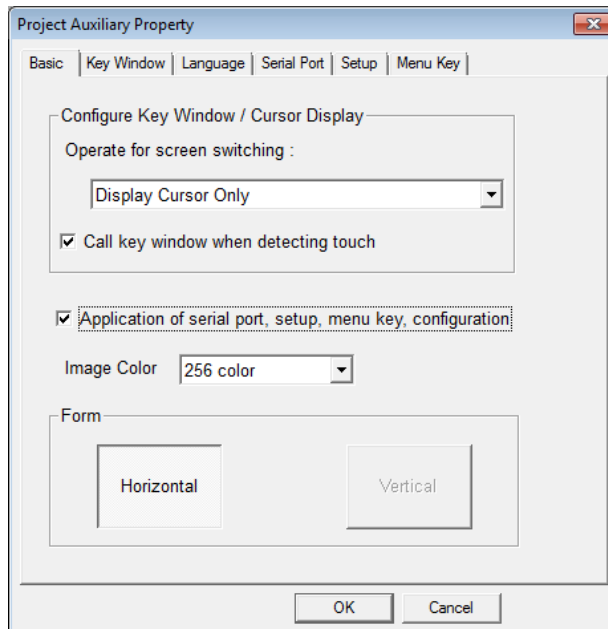 Project Auxiliary Property
Basic Key Window Language Serial Port Setup Menu Key
Configure Key Window / Cursor Display
Operate for screen switching :
Display Cursor Only
Call key window when detecting touch
Application of serial port, setup, menu key, configuration
Image Color 256 color
Form
Horizontal Vertical
OK Cancel